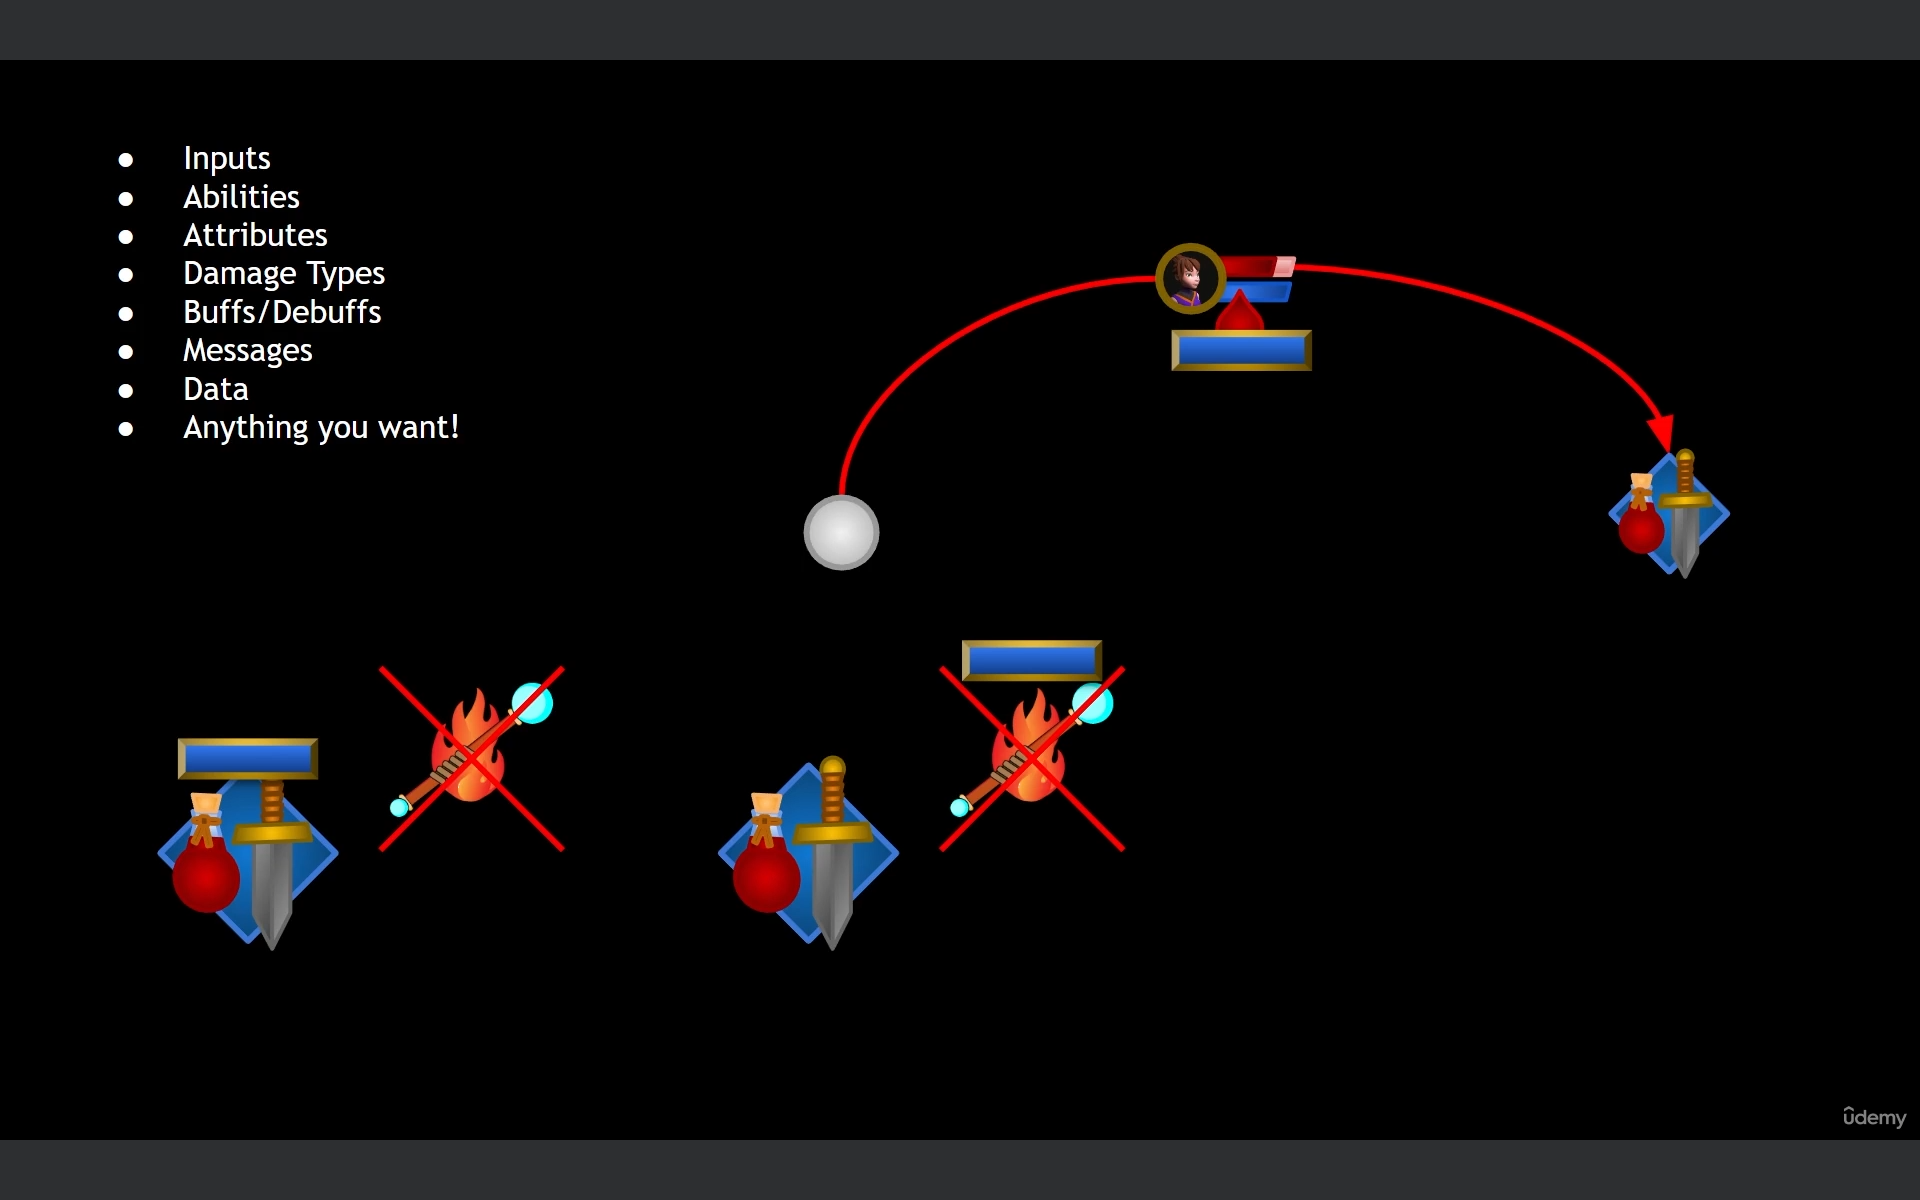 Inputs
Abilities
Attributes
Damage Types
Buffs/Debuffs
Messages
Data
Anything you want!
ûdemy